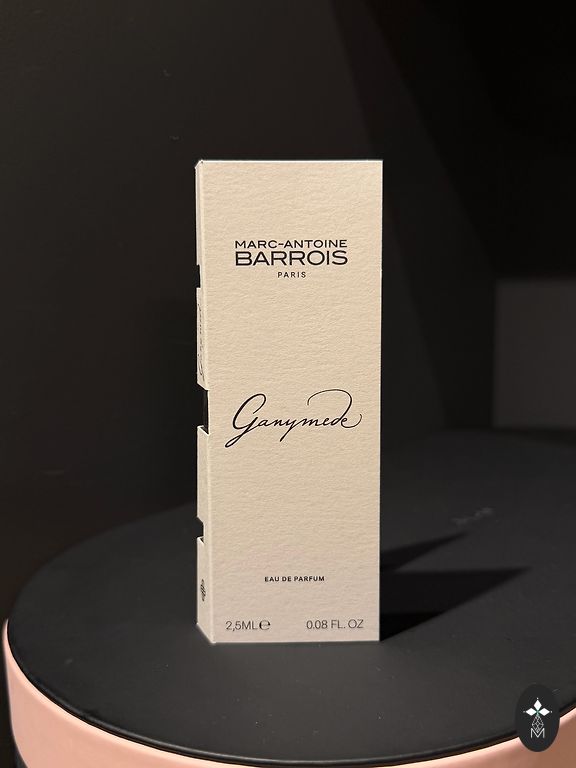 MARC-ANTOINE
BARROIS
PARIS
Ganymede
EAU DE PARFUM
2,5ML℮ 0.08 FL. OZ
M